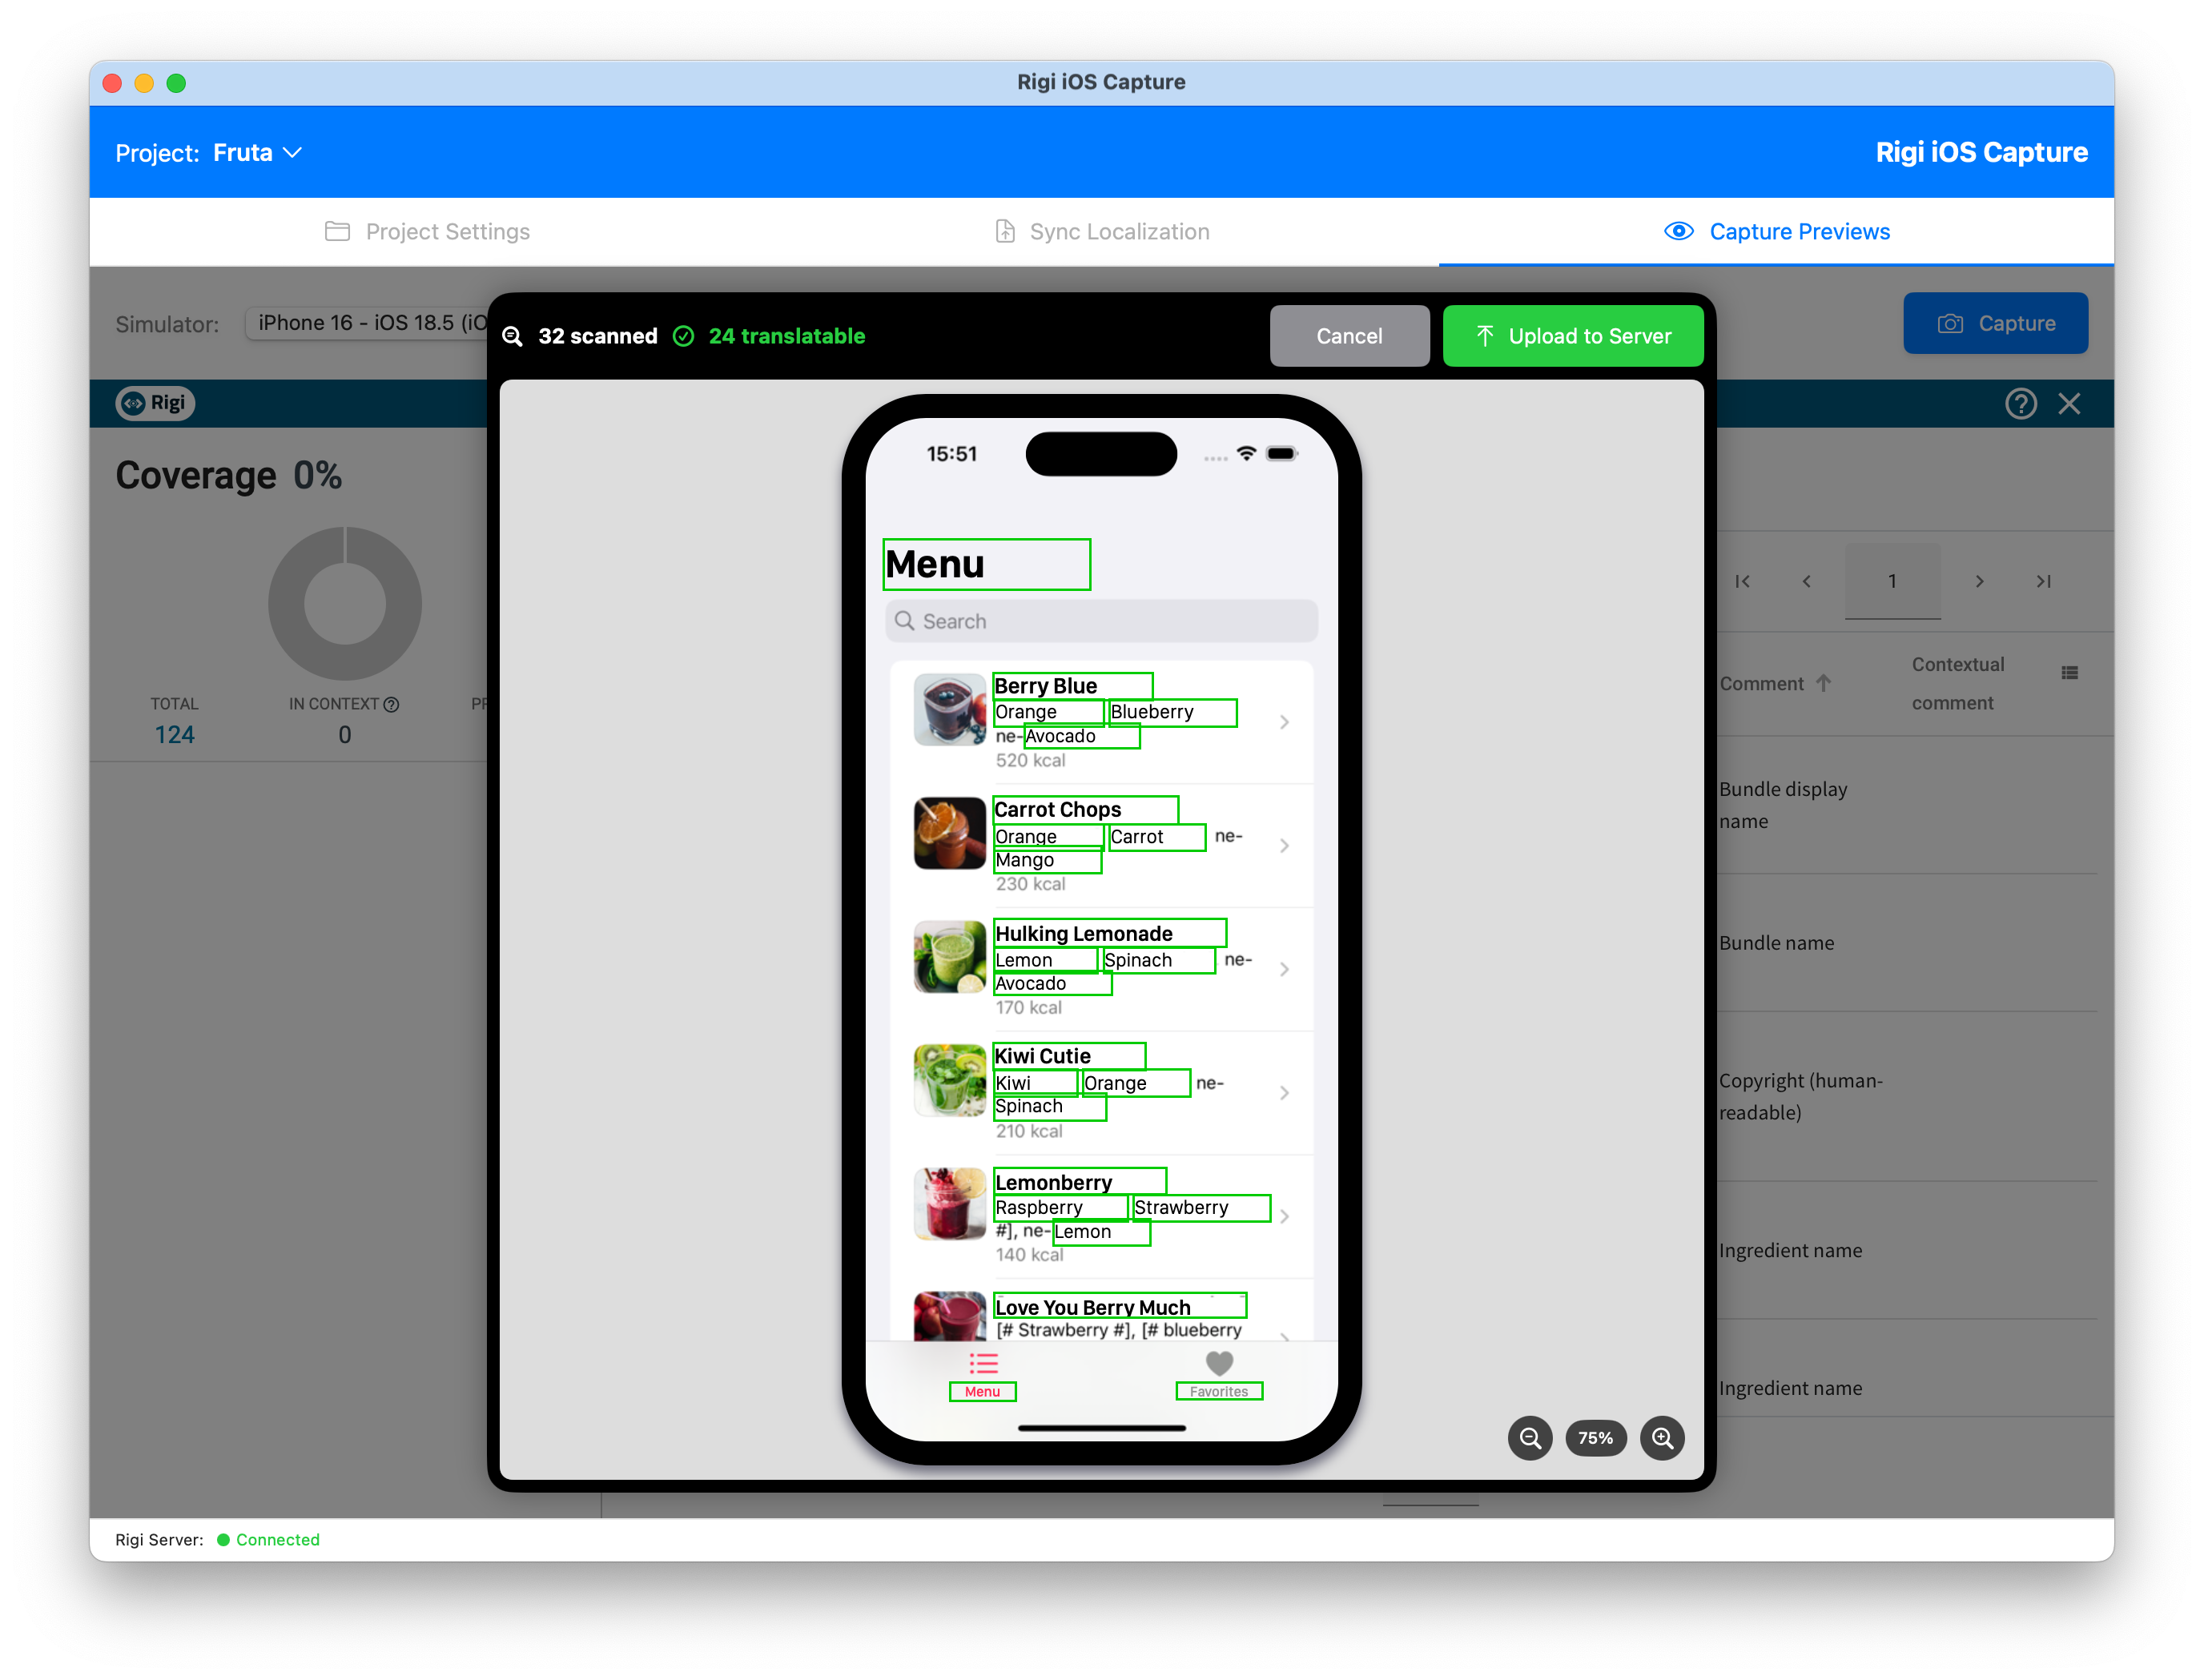 Rigi iOS Capture
Project: Fruta
Rigi iOS Capture
Project Settings
Sync Localization
Capture Previews
Simulator:
iPhone 16 - iOS 18.5 (iO
Capture
32 scanned
24 translatable
Cancel
Upload to Server
Rigi
Coverage 0%
TOTAL
124
IN CONTEXT
0
PR
15:51
Menu
Search
Berry Blue
Orange Blueberry
ne-Avocado
520 kcal
Carrot Chops
Orange Carrot ne-
Mango
230 kcal
Hulking Lemonade
Lemon Spinach ne-
Avocado
170 kcal
Kiwi Cutie
Kiwi Orange ne-
Spinach
210 kcal
Lemonberry
Raspberry Strawberry
#], ne-Lemon
140 kcal
Love You Berry Much
[# Strawberry #], [# blueberry
Menu
Favorites
75%
1
Comment
Contextual
comment
Bundle display
name
Bundle name
Copyright (human-
readable)
Ingredient name
Ingredient name
Rigi Server: Connected